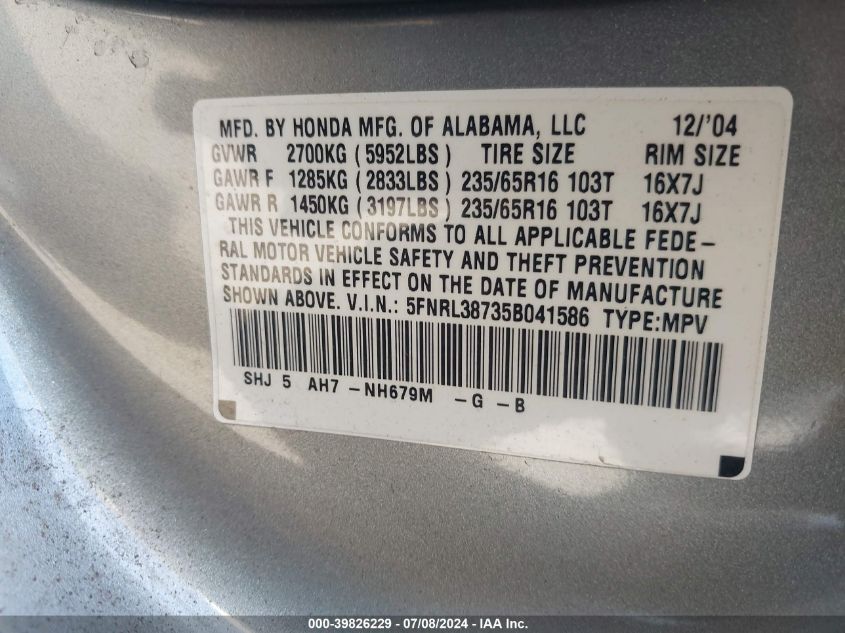 MFD. BY HONDA MFG. OF ALABAMA, LLC 12/'04
GVWR 2700KG (5952LBS) TIRE SIZE RIM SIZE
GAWR F 1285KG (2833LBS) 235/65R16 103T 16X7J
GAWR R 1450KG (3197LBS) 235/65R16 103T 16X7J
THIS VEHICLE CONFORMS TO ALL APPLICABLE FEDE-
RAL MOTOR VEHICLE SAFETY AND THEFT PREVENTION
STANDARDS IN EFFECT ON THE DATE OF MANUFACTURE
SHOWN ABOVE. V.I.N.: 5FNRL38735B041586 TYPE:MPV
SHJ 5 AH7 -NH679M -G -B
000-39826229 - 07/08/2024 - IAA Inc.